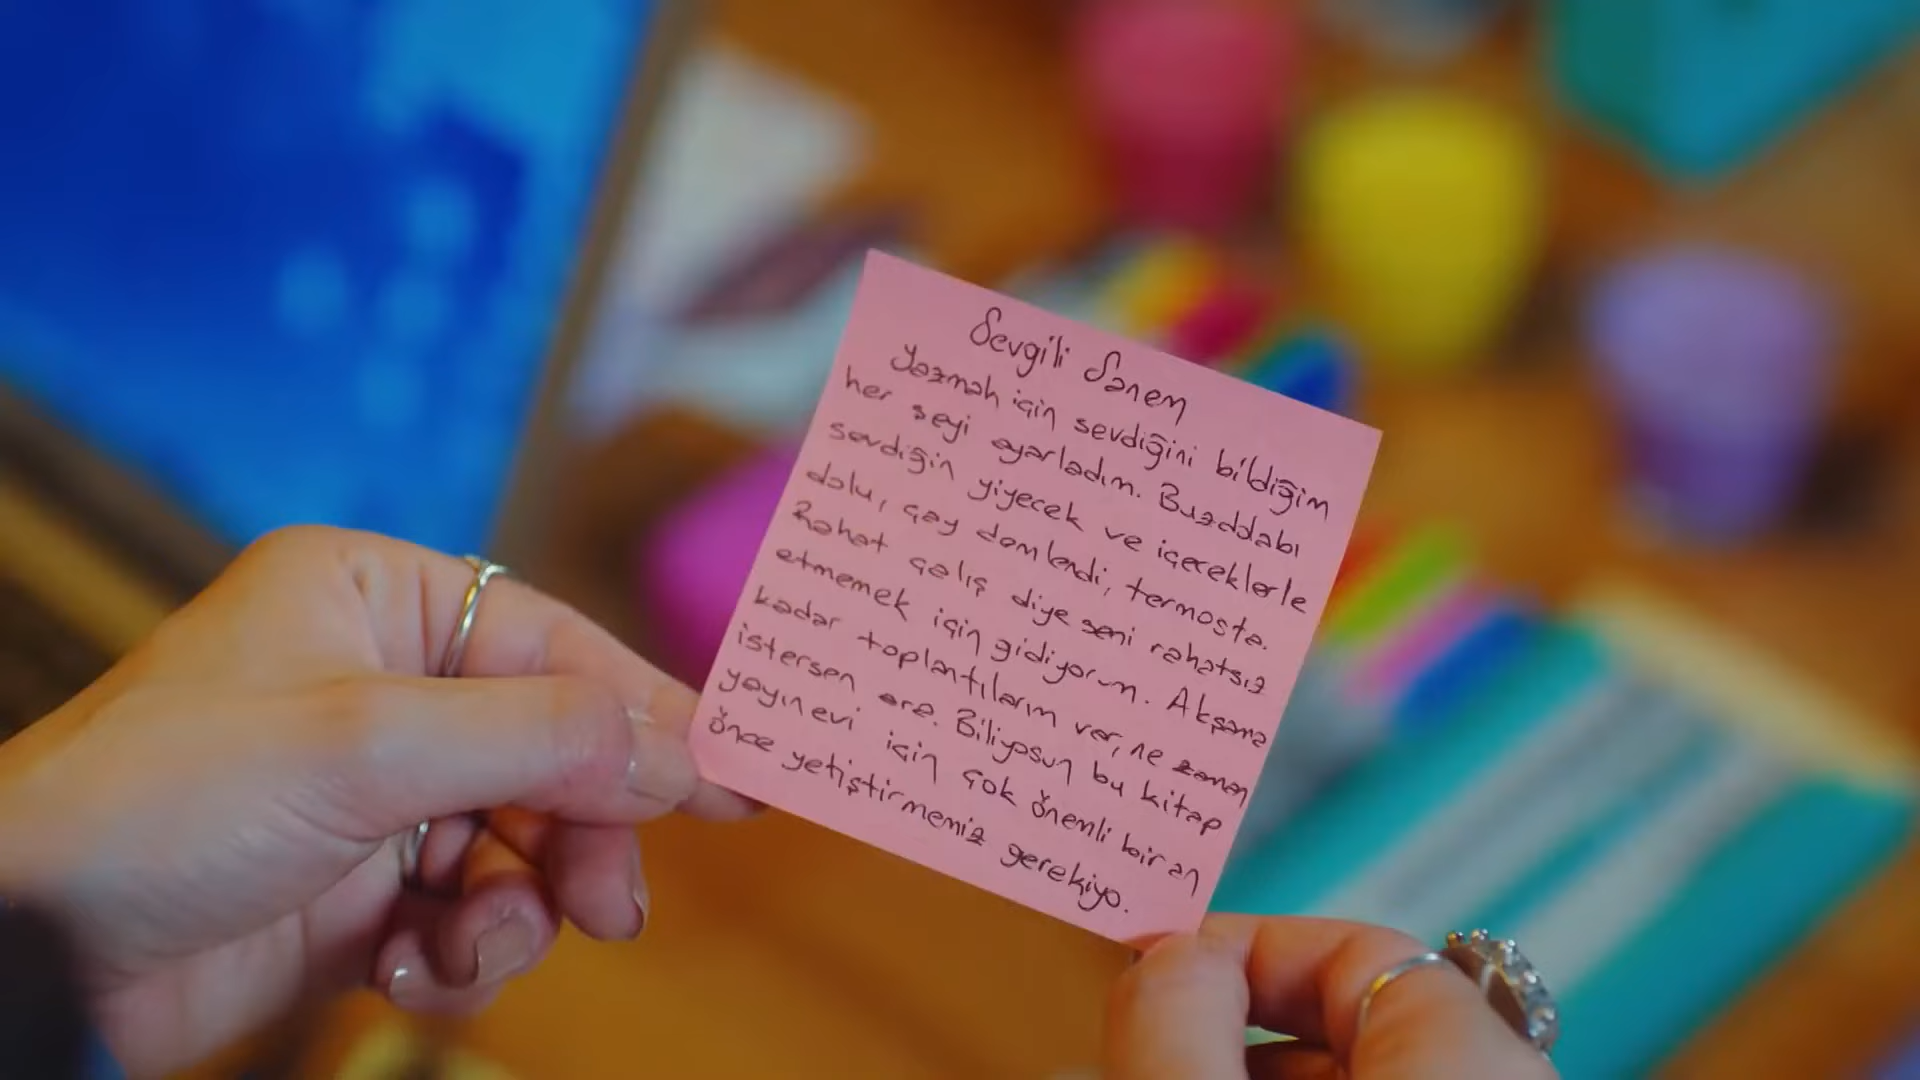 Sevgili Sanem
Yazmak için sevdiğini bildiğim
her şeyi ayarladım. Buzddabı
sevdiğin yiyecek ve içeceklerle
dolu, çay demlendi, termosta.
Rahat çalış diye seni rahatsız
etmemek için gidiyorum. Akşama
kadar toplantılarım var, ne zaman
istersen ara. Biliyosun bu kitap
yayınevi için çok önemli bir an
önce yetiştirmemiz gerekiyo.